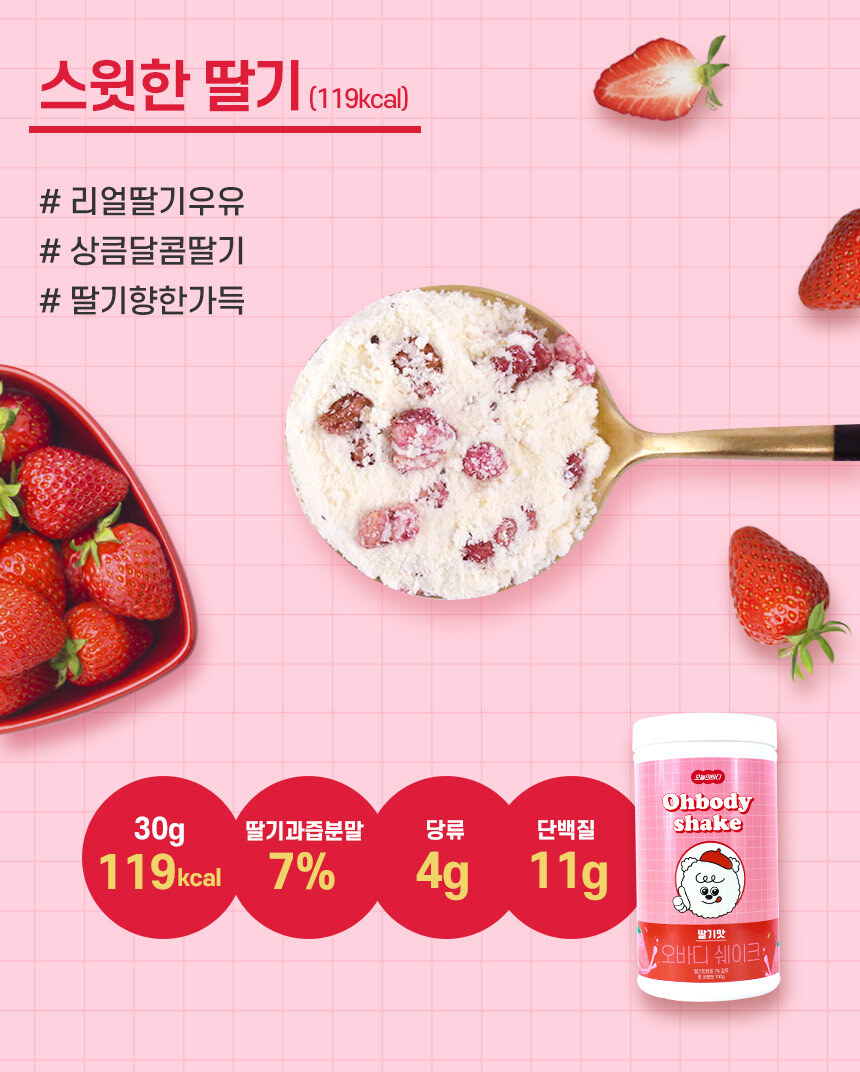 스윗한 딸기 (119kcal)
# 리얼딸기우유
# 상큼달콤딸기
# 딸기향한가득
30g
119kcal
딸기과즙분말
7%
당류
4g
단백질
11g
오늘의바디
Ohbody
shake
딸기맛
오바디 쉐이크